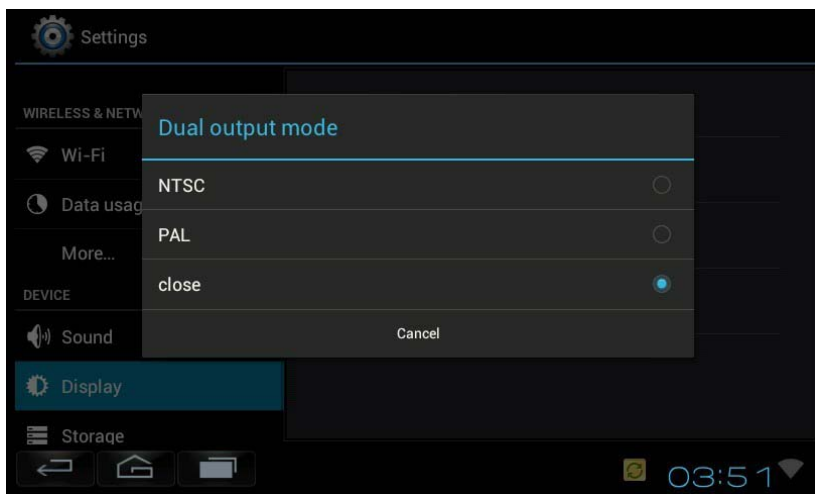 Settings
WIRELESS & NETW
Wi-Fi
Data usag
More...
DEVICE
Sound
Display
Storage
Dual output mode
NTSC
PAL
close
Cancel
03:51